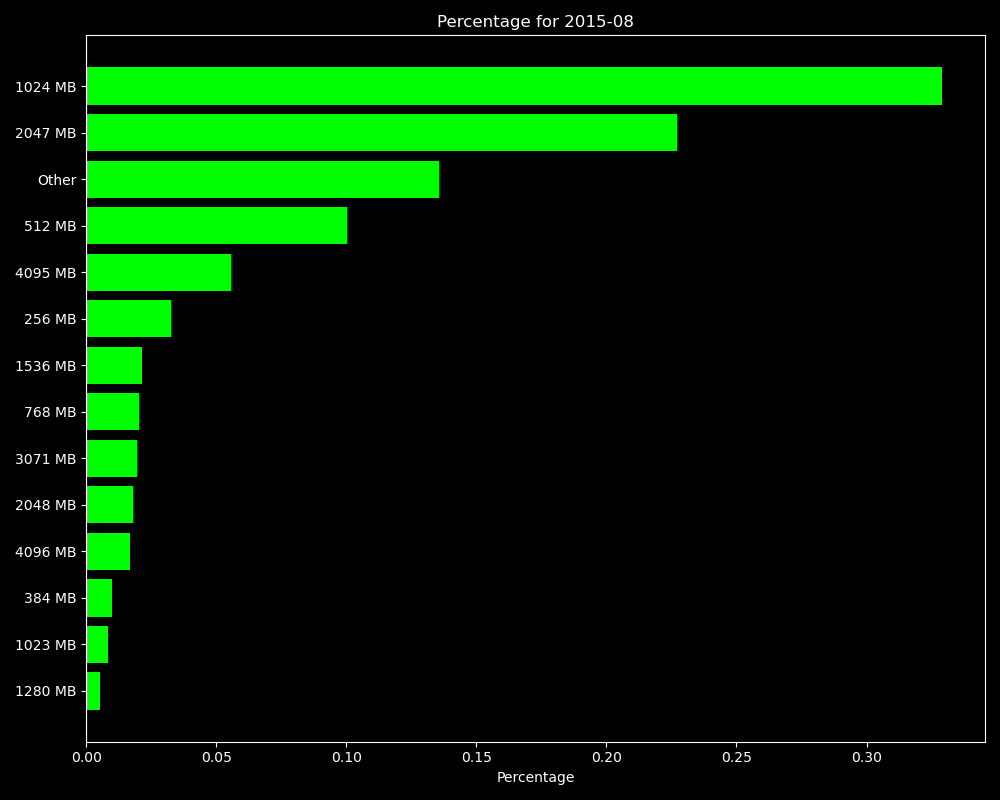 Percentage for 2015-08
1024 MB
2047 MB
Other
512 MB
4095 MB
256 MB
1536 MB
768 MB
3071 MB
2048 MB
4096 MB
384 MB
1023 MB
1280 MB
0.00 0.05 0.10 0.15 0.20 0.25 0.30
Percentage